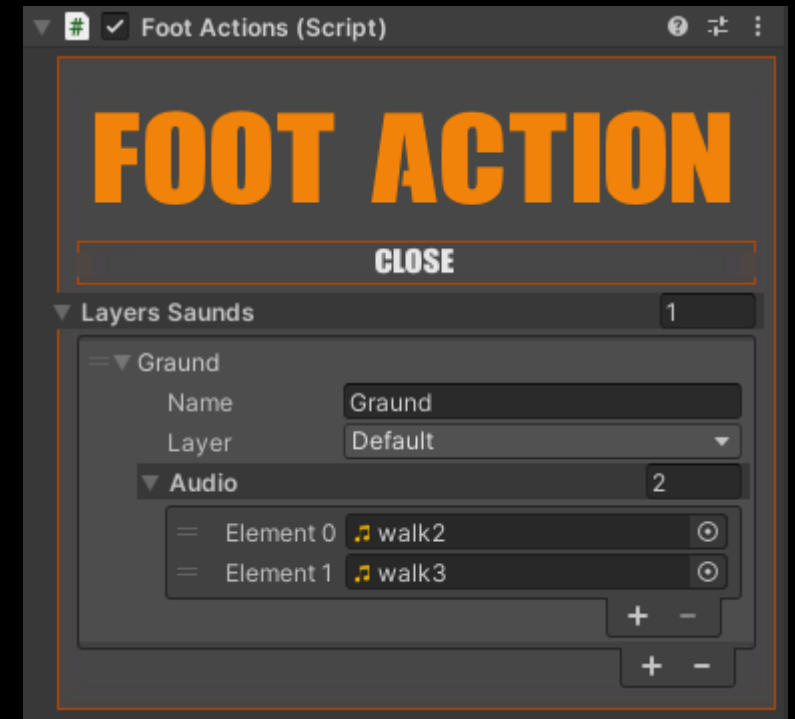 Foot Actions (Script)
FOOT ACTION
CLOSE
Layers Saunds 1
Graund
Name Graund
Layer Default
Audio 2
Element 0 walk2
Element 1 walk3